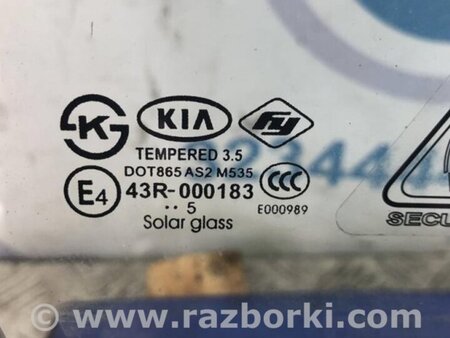 K KIA HY
TEMPERED 3.5
DOT865 AS2 M535
E4 43R-000183 CCC
·· 5 E000989
Solar glass
SECU
www.razborki.com